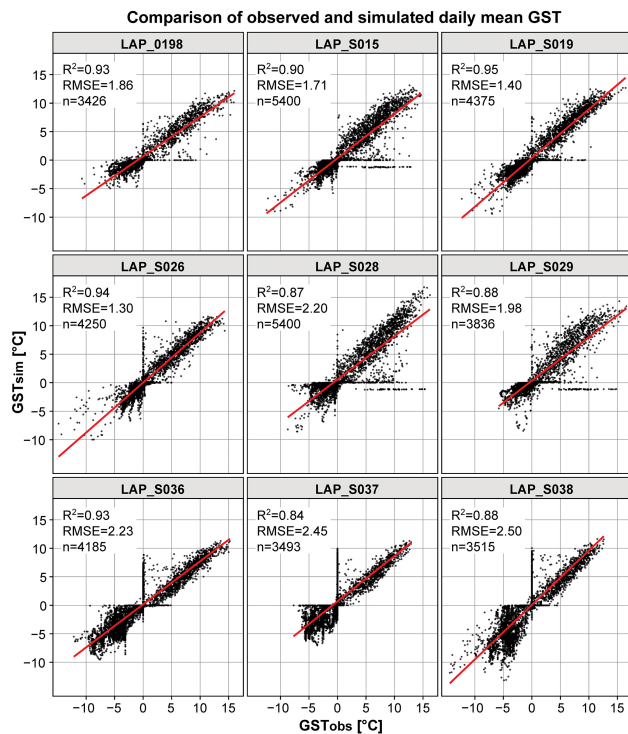 Comparison of observed and simulated daily mean GST
LAP_0198 LAP_S015 LAP_S019
R²=0.93
RMSE=1.86
n=3426
R²=0.90
RMSE=1.71
n=5400
R²=0.95
RMSE=1.40
n=4375
15
10
5
0
−5
−10
LAP_S026 LAP_S028 LAP_S029
R²=0.94
RMSE=1.30
n=4250
R²=0.87
RMSE=2.20
n=5400
R²=0.88
RMSE=1.98
n=3836
15
10
5
0
−5
−10
GSTsim [°C]
LAP_S036 LAP_S037 LAP_S038
R²=0.93
RMSE=2.23
n=4185
R²=0.84
RMSE=2.45
n=3493
R²=0.88
RMSE=2.50
n=3515
15
10
5
0
−5
−10
−10 −5 0 5 10 15 −10 −5 0 5 10 15 −10 −5 0 5 10 15
GSTobs [°C]